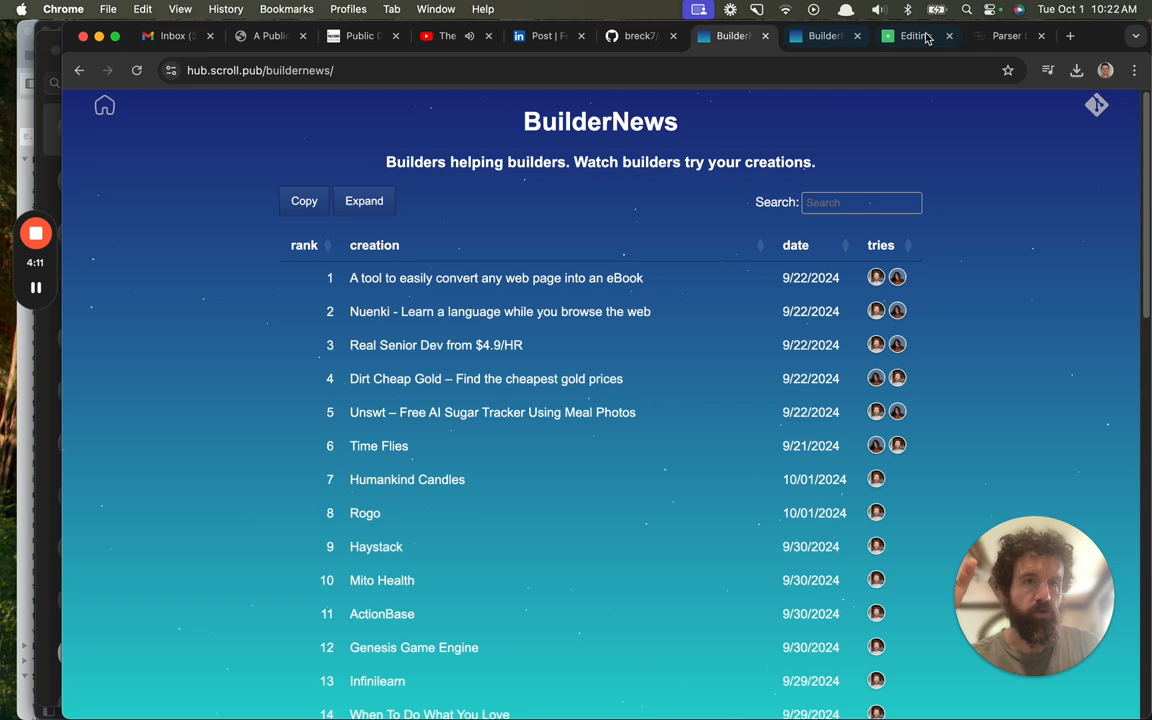 Chrome File Edit View History Bookmarks Profiles Tab Window Help Tue Oct 1 10:22 AM
Inbox (3 A Public Public D The Post | F breck7/ Builder Builder Editin Parser D
hub.scroll.pub/buildernews/
BuilderNews
Builders helping builders. Watch builders try your creations.
Copy Expand Search: Search
rank creation date tries
1 A tool to easily convert any web page into an eBook 9/22/2024
2 Nuenki - Learn a language while you browse the web 9/22/2024
3 Real Senior Dev from $4.9/HR 9/22/2024
4 Dirt Cheap Gold – Find the cheapest gold prices 9/22/2024
5 Unswt – Free AI Sugar Tracker Using Meal Photos 9/22/2024
6 Time Flies 9/21/2024
7 Humankind Candles 10/01/2024
8 Rogo 10/01/2024
9 Haystack 9/30/2024
10 Mito Health 9/30/2024
11 ActionBase 9/30/2024
12 Genesis Game Engine 9/30/2024
13 Infinilearn 9/29/2024
14 When To Do What You Love 9/29/2024
4:11